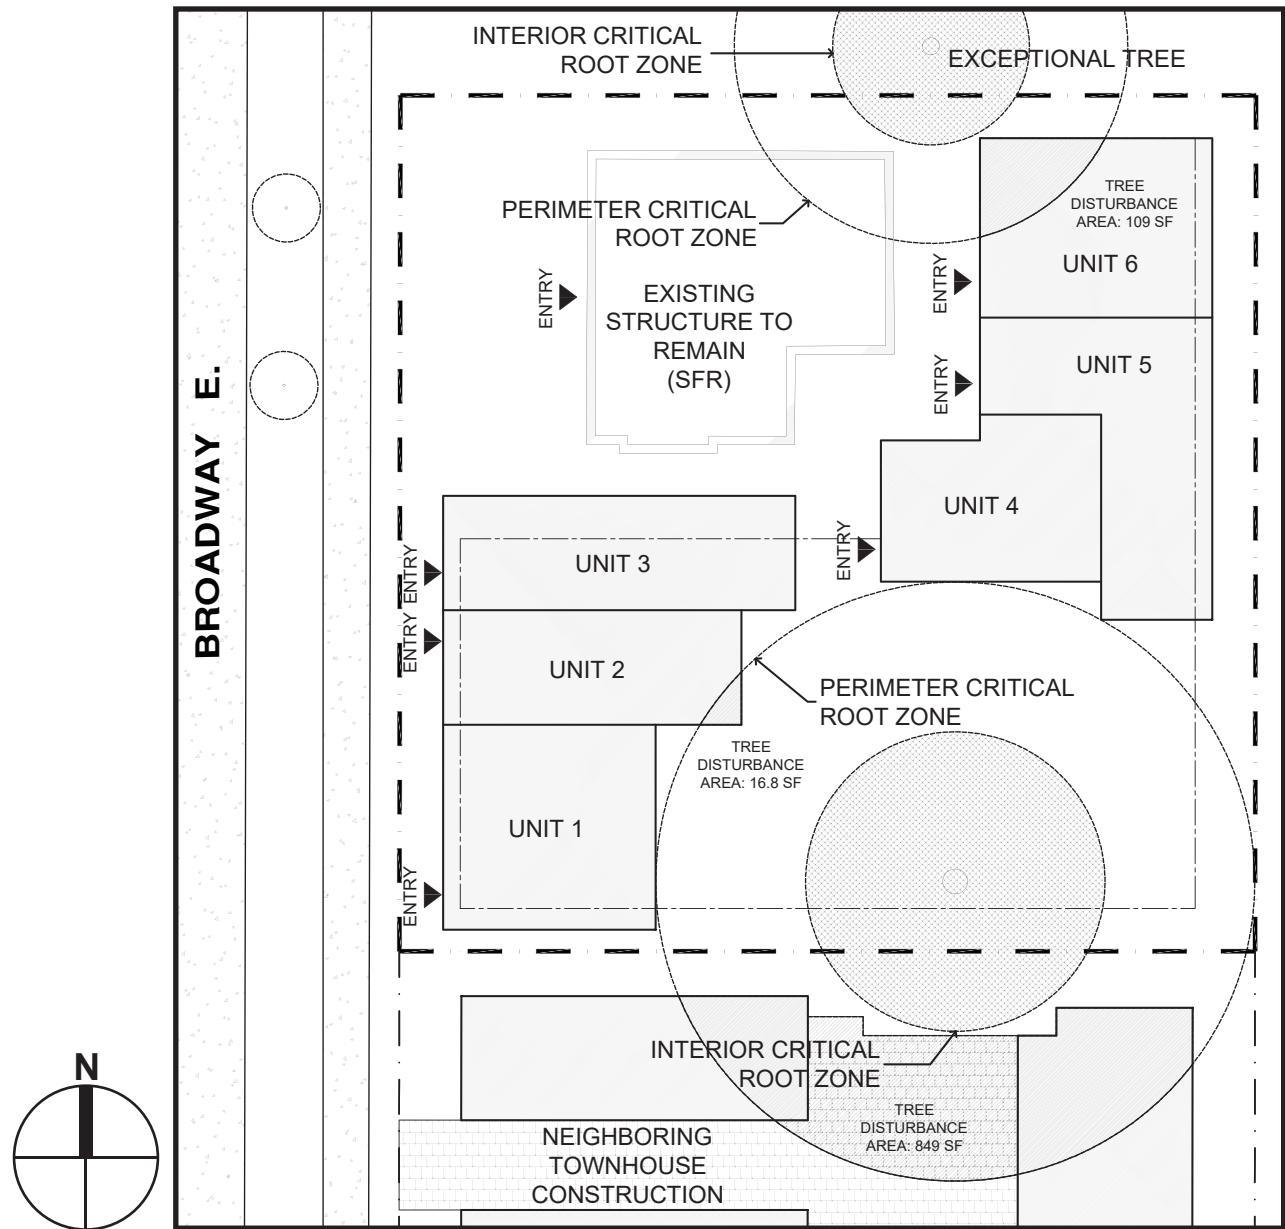 INTERIOR CRITICAL
ROOT ZONE
EXCEPTIONAL TREE
PERIMETER CRITICAL
ROOT ZONE
TREE
DISTURBANCE
AREA: 109 SF
UNIT 6
ENTRY
ENTRY
EXISTING
STRUCTURE TO
REMAIN
(SFR)
UNIT 5
ENTRY
BROADWAY E.
UNIT 4
ENTRY
UNIT 3
ENTRY
UNIT 2
ENTRY
PERIMETER CRITICAL
ROOT ZONE
TREE
DISTURBANCE
AREA: 16.8 SF
UNIT 1
ENTRY
INTERIOR CRITICAL
ROOT ZONE
N
TREE
DISTURBANCE
AREA: 849 SF
NEIGHBORING
TOWNHOUSE
CONSTRUCTION